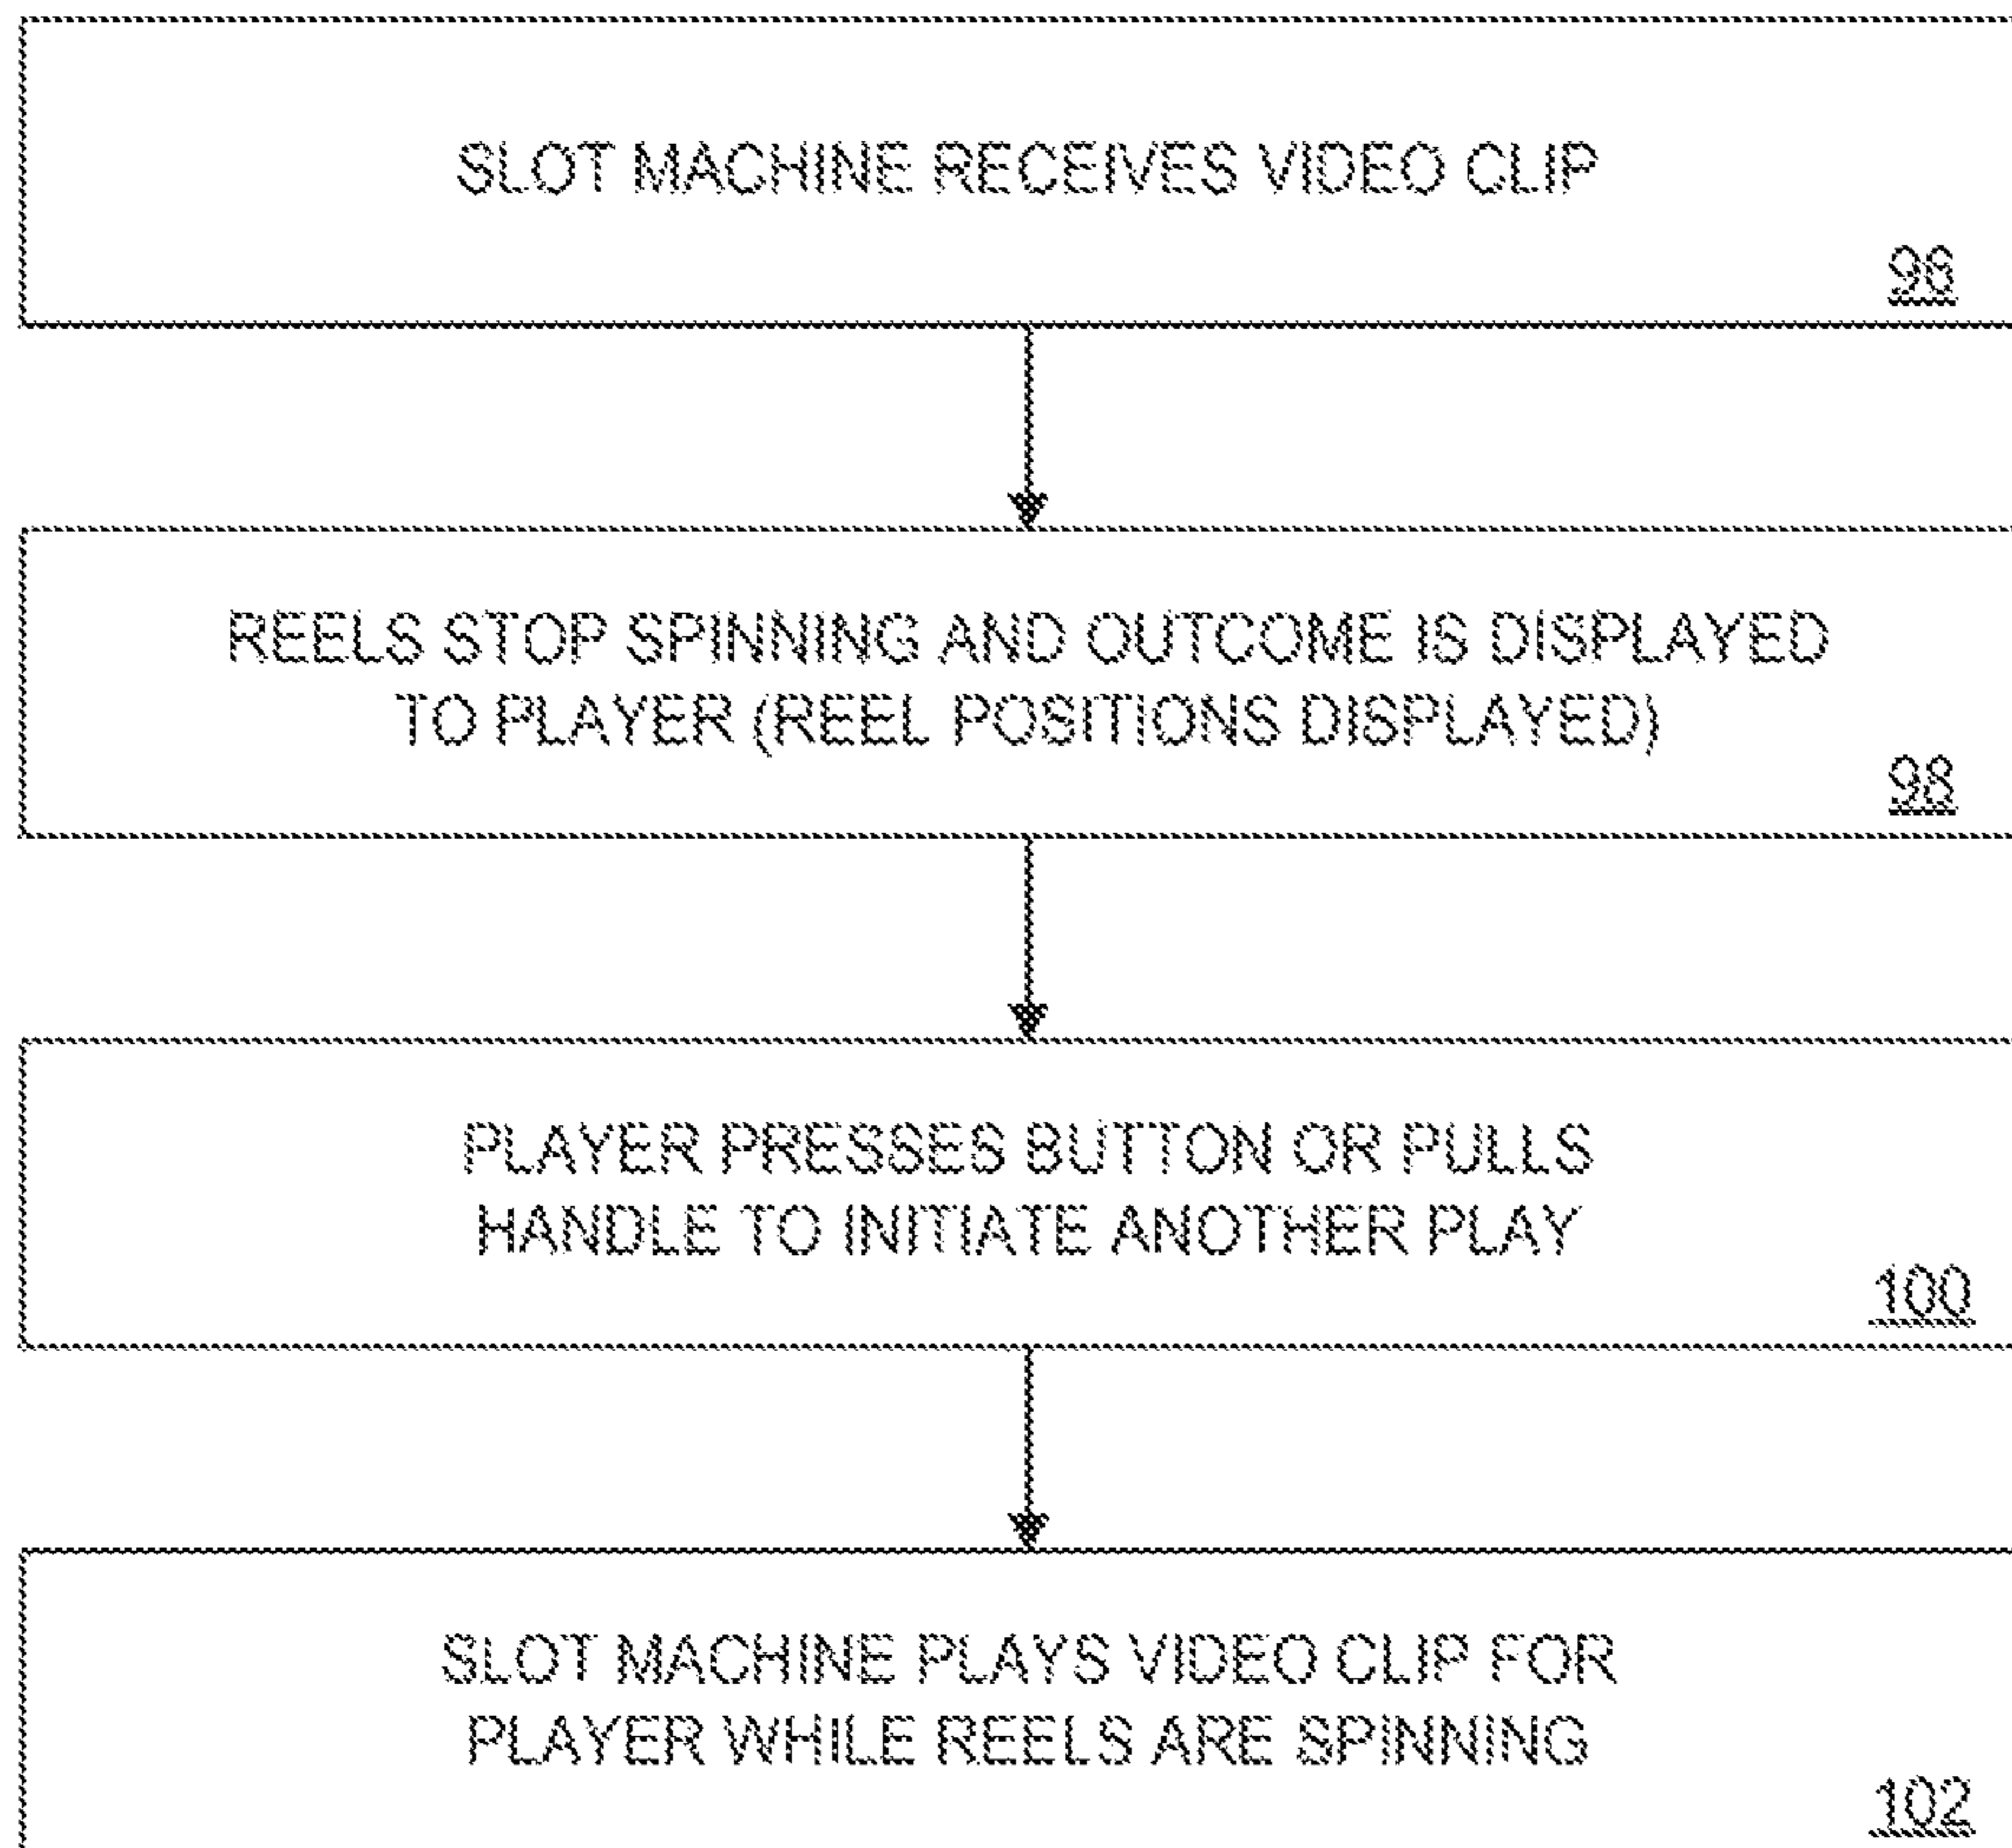 SLOT MACHINE RECEIVES VIDEO CLIP
96
REELS STOP SPINNING AND OUTCOME IS DISPLAYED
TO PLAYER (REEL POSITIONS DISPLAYED)
98
PLAYER PRESSES BUTTON OR PULLS
HANDLE TO INITIATE ANOTHER PLAY
100
SLOT MACHINE PLAYS VIDEO CLIP FOR
PLAYER WHILE REELS ARE SPINNING
102